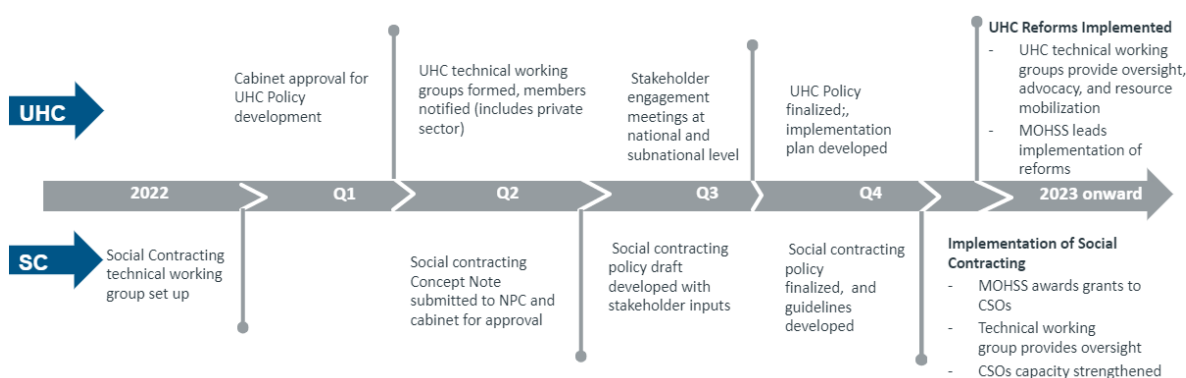 UHC Reforms Implemented
- UHC technical working
groups provide oversight,
advocacy, and resource
mobilization
- MOHSS leads
implementation of
reforms
UHC
Cabinet approval for
UHC Policy
development
UHC technical working
groups formed, members
notified (includes private
sector)
Stakeholder
engagement
meetings at
national and
subnational level
UHC Policy
finalized;,
implementation
plan developed
2022
Q1
Q2
Q3
Q4
2023 onward
SC
Social Contracting
technical working
group set up
Social contracting
Concept Note
submitted to NPC and
cabinet for approval
Social contracting
policy draft
developed with
stakeholder inputs
Social contracting
policy
finalized, and
guidelines
developed
Implementation of Social
Contracting
- MOHSS awards grants to
CSOs
- Technical working
group provides oversight
- CSOs capacity strengthened